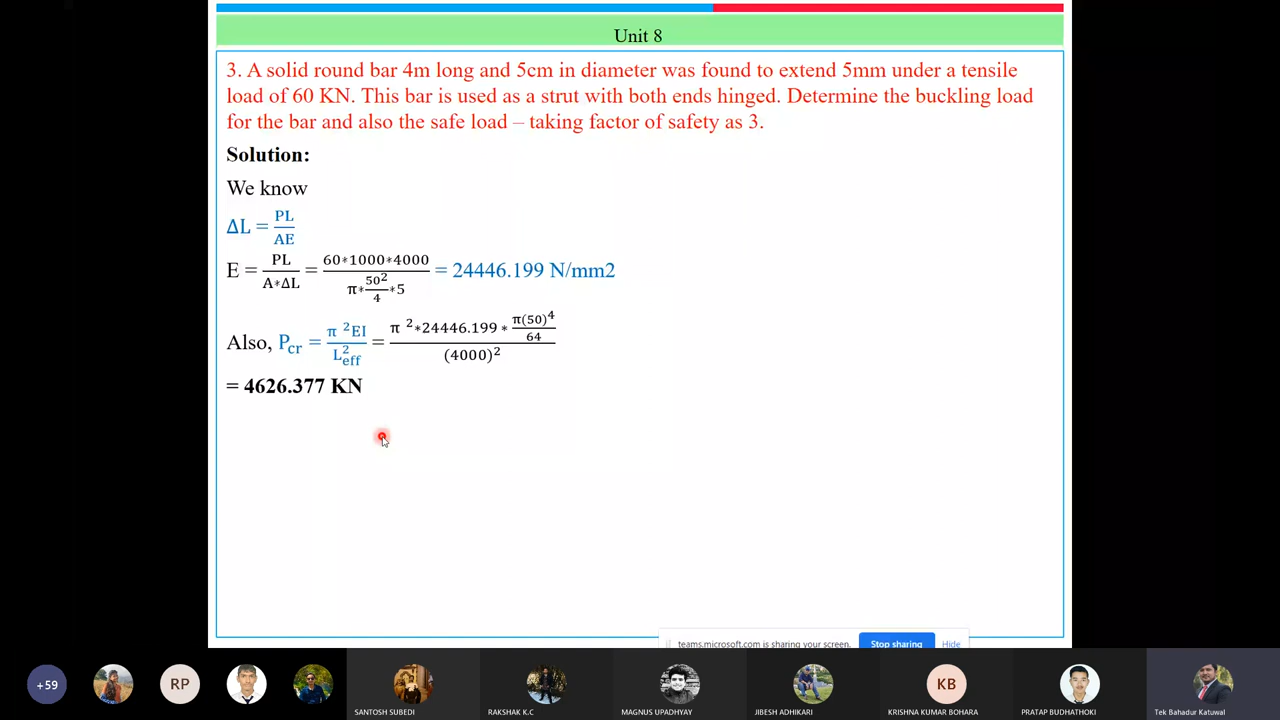 Unit 8
3. A solid round bar 4m long and 5cm in diameter was found to extend 5mm under a tensile
load of 60 KN. This bar is used as a strut with both ends hinged. Determine the buckling load
for the bar and also the safe load – taking factor of safety as 3.
Solution:
We know
ΔL = PL/AE
E = PL/A∗ΔL = 60∗1000∗4000/π∗50²/4∗5 = 24446.199 N/mm2
Also, Pcr = π ²EI/L²eff = π ²∗24446.199 ∗ π(50)⁴/64/(4000)²
= 4626.377 KN
teams.microsoft.com is sharing your screen. Stop sharing Hide
+59 RP KB
SANTOSH SUBEDI RAKSHAK K.C MAGNUS UPADHYAY JIBESH ADHIKARI KRISHNA KUMAR BOHARA PRATAP BUDHATHOKI Tek Bahadur Katuwal